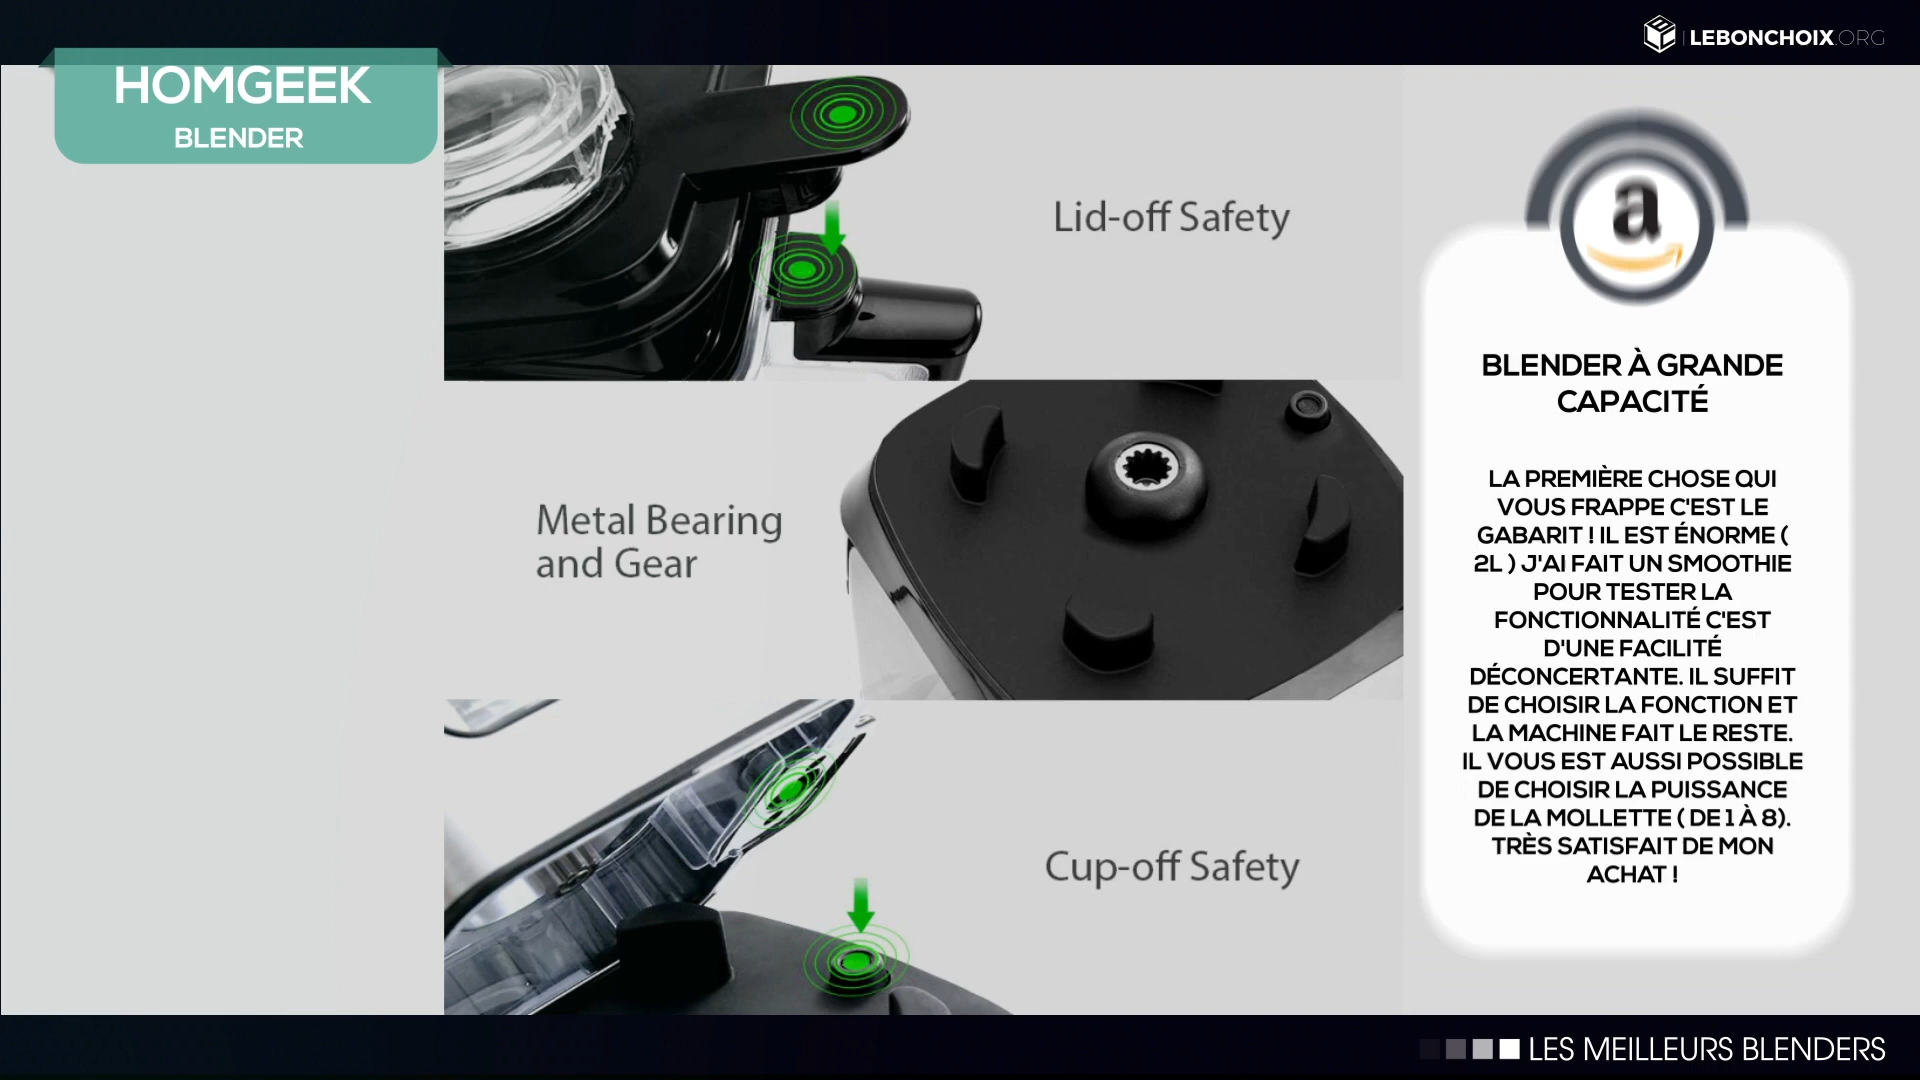 LEBONCHOIX.ORG
HOMGEEK
BLENDER
Lid-off Safety
Metal Bearing
and Gear
Cup-off Safety
a
BLENDER À GRANDE
CAPACITÉ
LA PREMIÈRE CHOSE QUI
VOUS FRAPPE C'EST LE
GABARIT ! IL EST ÉNORME (
2L ) J'AI FAIT UN SMOOTHIE
POUR TESTER LA
FONCTIONNALITÉ C'EST
D'UNE FACILITÉ
DÉCONCERTANTE. IL SUFFIT
DE CHOISIR LA FONCTION ET
LA MACHINE FAIT LE RESTE.
IL VOUS EST AUSSI POSSIBLE
DE CHOISIR LA PUISSANCE
DE LA MOLLETTE ( DE 1 À 8).
TRÈS SATISFAIT DE MON
ACHAT !
LES MEILLEURS BLENDERS